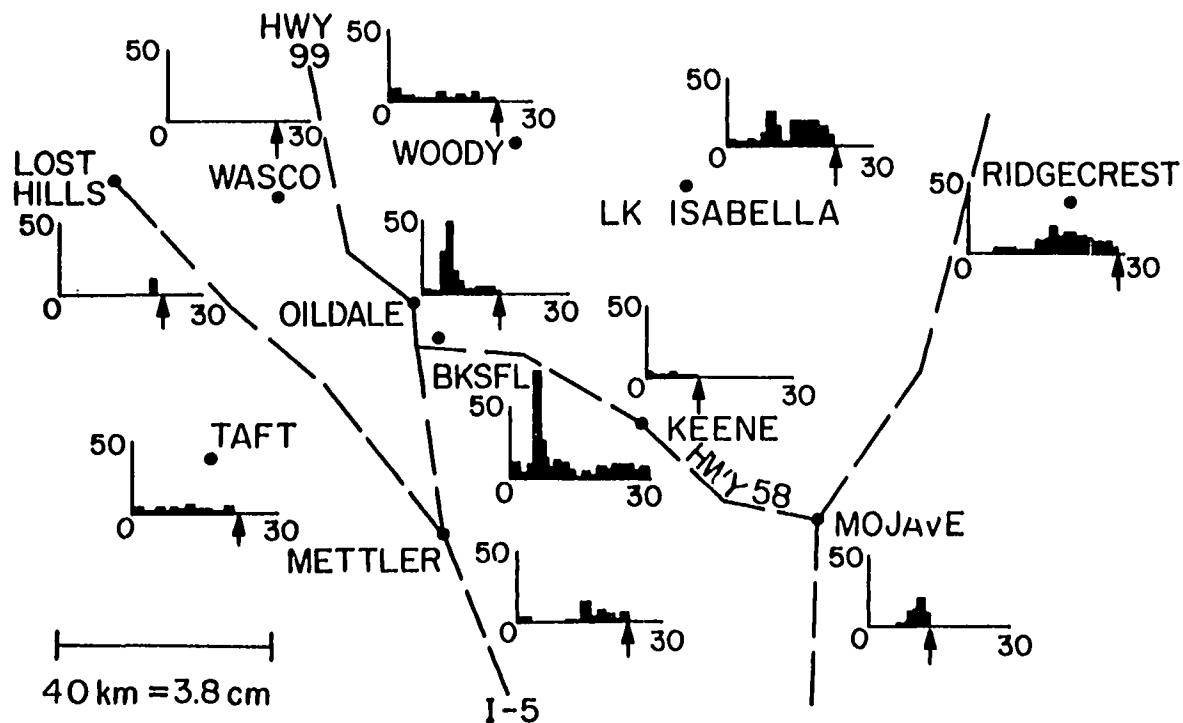 HWY
99
50
0
30
WOODY
50
0
30
WASCO
50
0
30
LK ISABELLA
50
0
30
RIDGECREST
LOST
HILLS
50
0
30
50
0
30
OILDALE
50
0
30
KEENE
BKSFL
50
0
30
HM'Y 58
MOJAVE
50
0
30
TAFT
50
0
30
METTLER
50
0
30
I-5
40 km = 3.8 cm